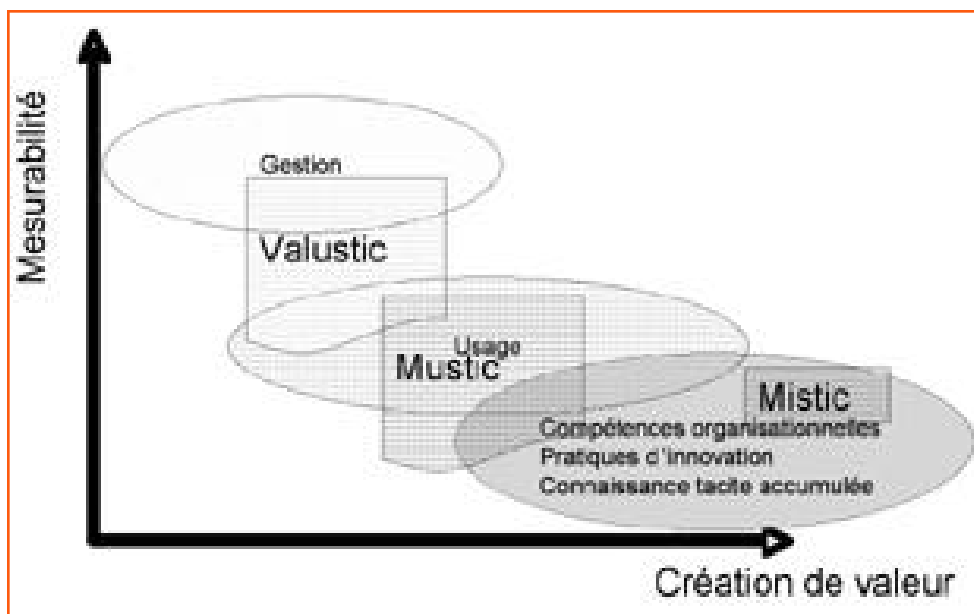 Mesurabilité
Gestion
Valustic
Usage
Mustic
Mistic
Compétences organisationnelles
Pratiques d'innovation
Connaissance tacite accumulée
Création de valeur